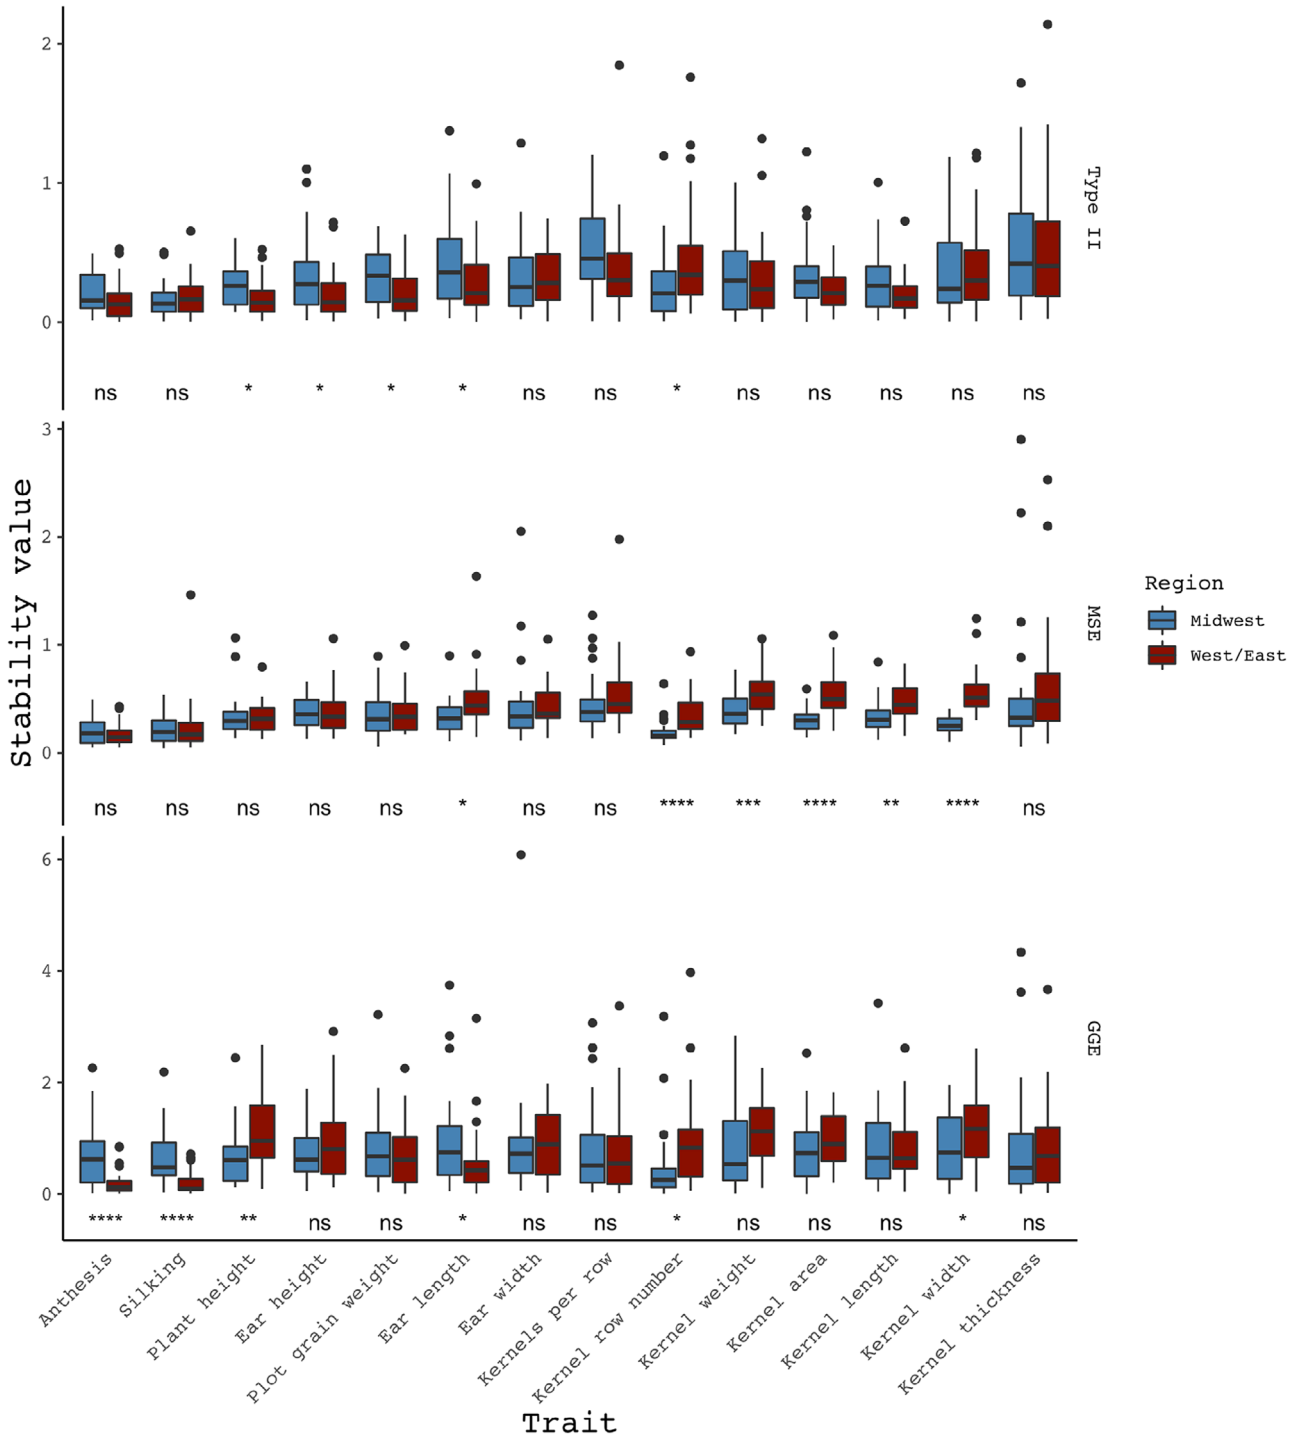 2
1
0
Type II
ns ns * * * * ns ns * ns ns ns ns ns
3
2
1
0
MSE
ns ns ns ns ns * ns ns **** *** **** ** **** ns
6
4
2
0
GGE
**** **** ** ns ns * ns ns * ns ns ns * ns
Anthesis
Silking
Plant height
Ear height
Plot grain weight
Ear length
Ear width
Kernels per row
Kernel row number
Kernel weight
Kernel area
Kernel length
Kernel width
Kernel thickness
Trait
Stability value
Region
Midwest
West/East